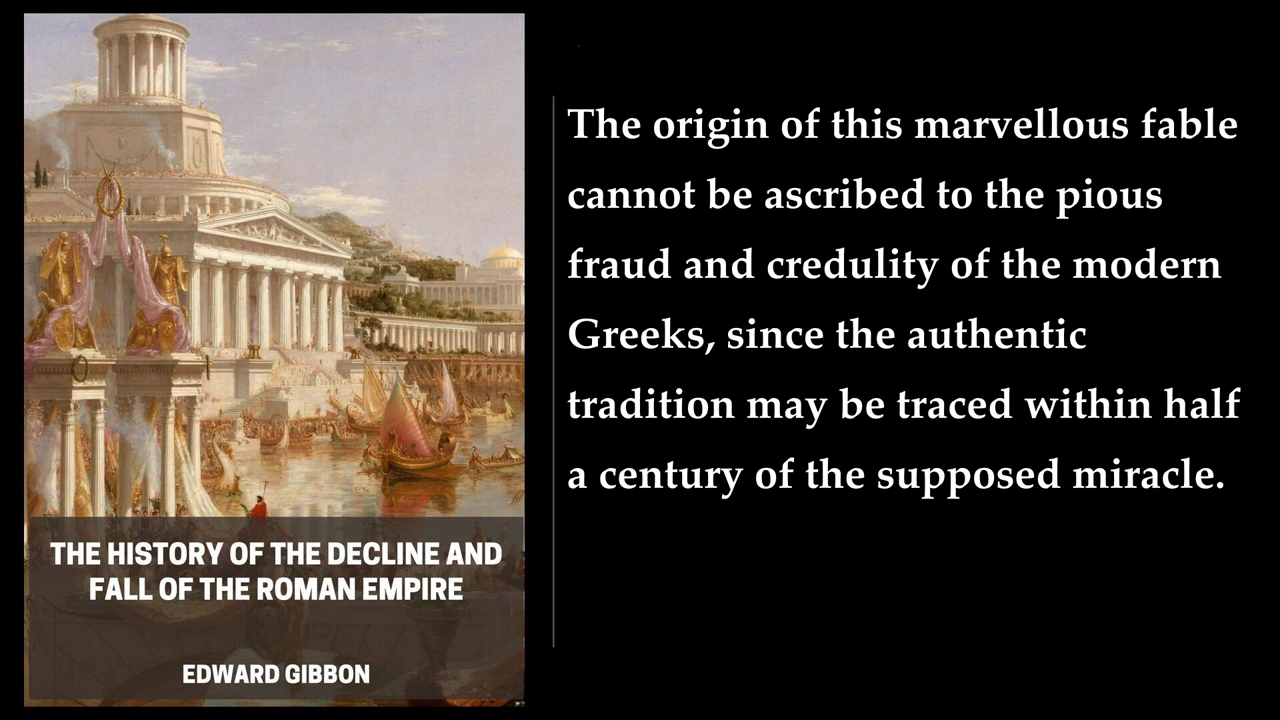 THE HISTORY OF THE DECLINE AND
FALL OF THE ROMAN EMPIRE
EDWARD GIBBON
The origin of this marvellous fable
cannot be ascribed to the pious
fraud and credulity of the modern
Greeks, since the authentic
tradition may be traced within half
a century of the supposed miracle.